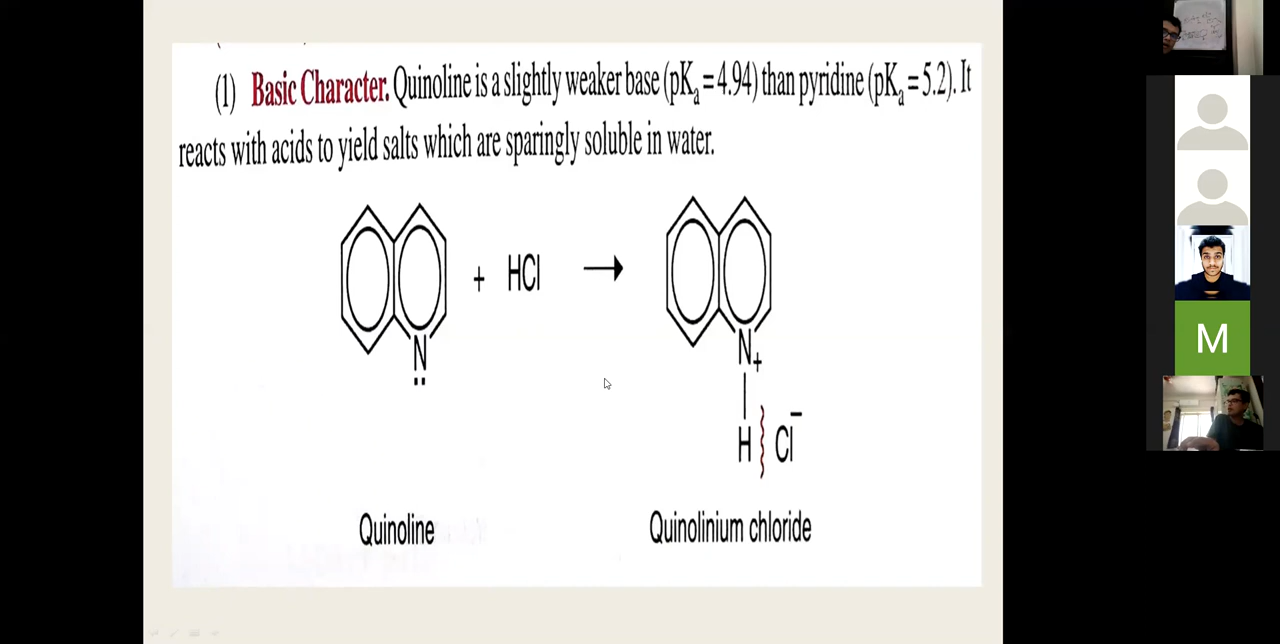 (1) Basic Character. Quinoline is a slightly weaker base (pKa = 4.94) than pyridine (pKa = 5.2). It
reacts with acids to yield salts which are sparingly soluble in water.
+ HCl →
N
··
N+
H Cl−
Quinoline
Quinolinium chloride
M